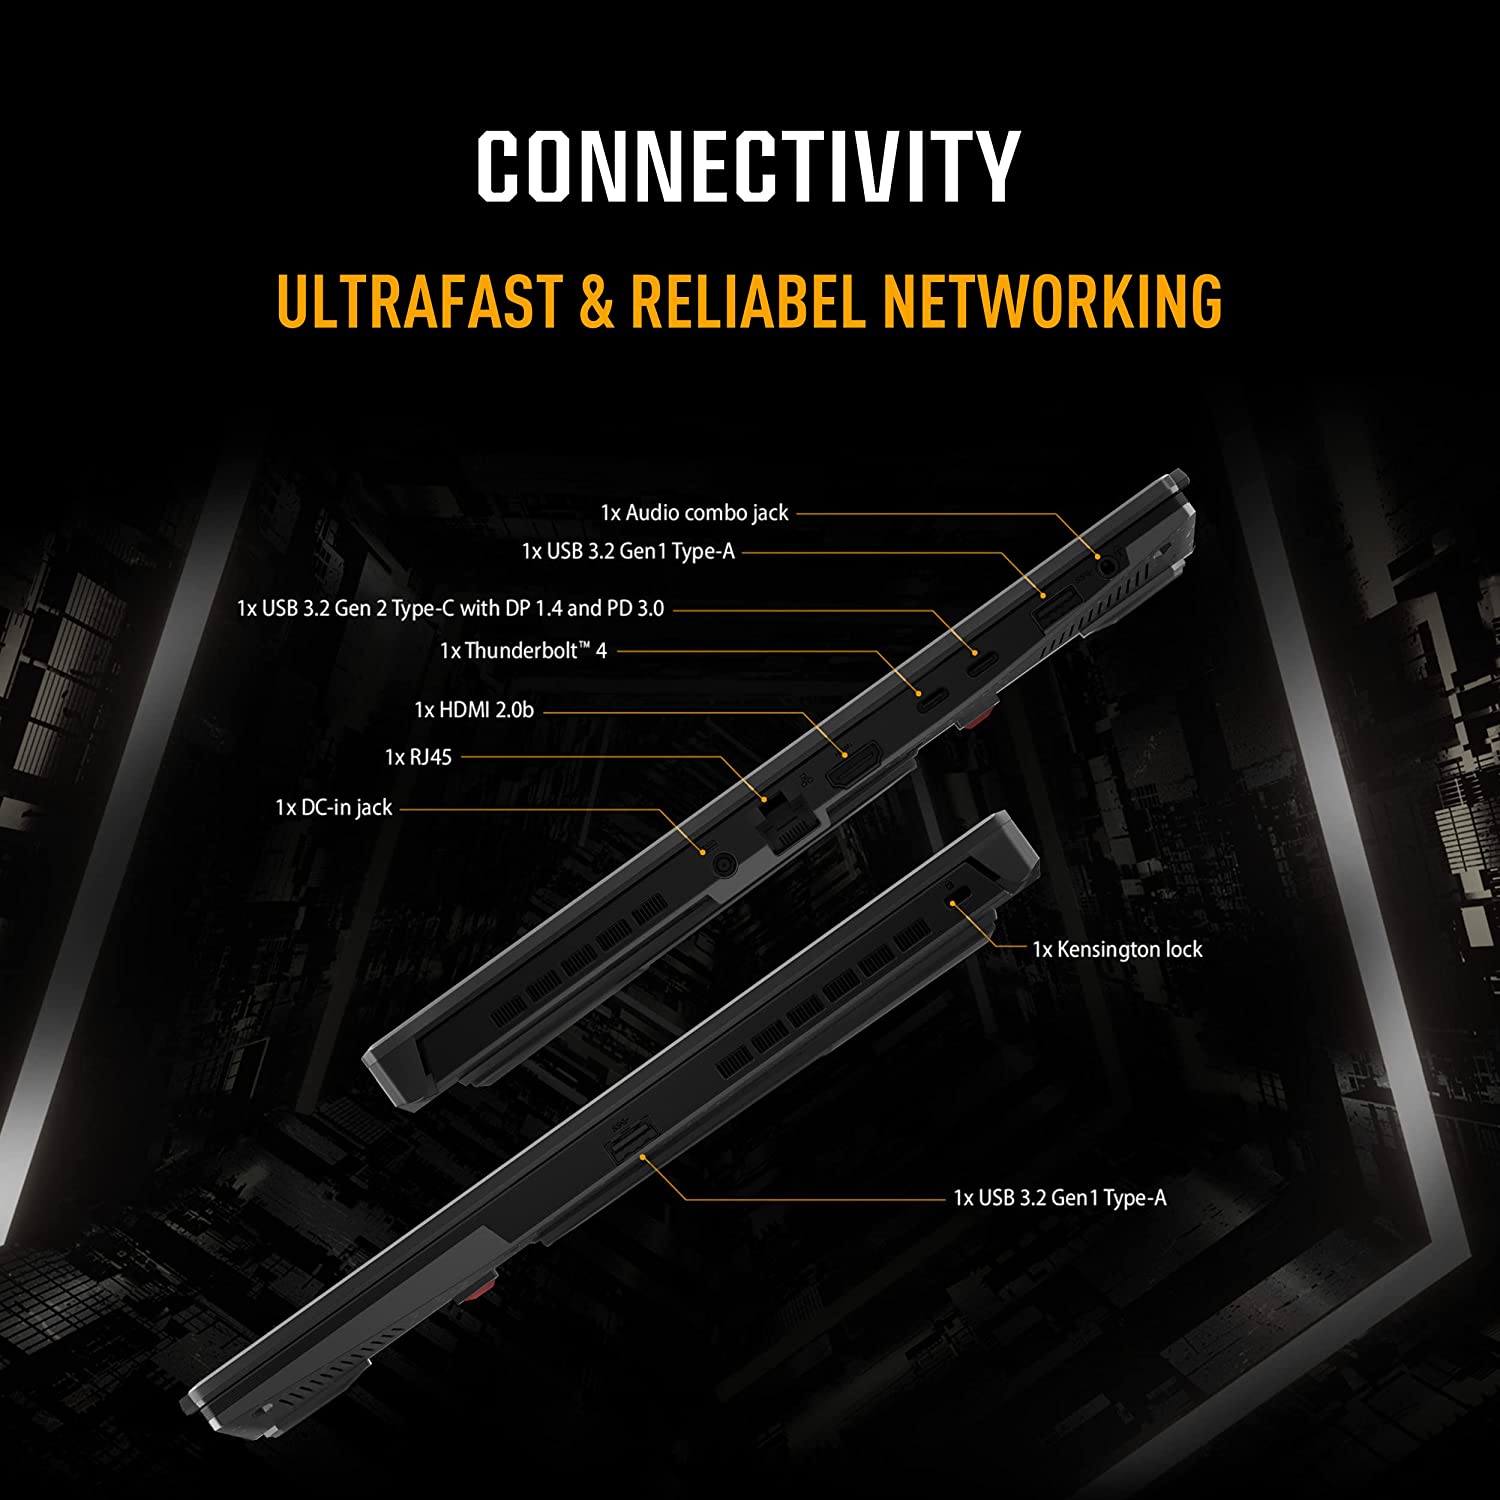 CONNECTIVITY
ULTRAFAST & RELIABEL NETWORKING
1x Audio combo jack
1x USB 3.2 Gen1 Type-A
1x USB 3.2 Gen 2 Type-C with DP 1.4 and PD 3.0
1x Thunderbolt™ 4
1x HDMI 2.0b
1x RJ45
1x DC-in jack
1x Kensington lock
1x USB 3.2 Gen1 Type-A